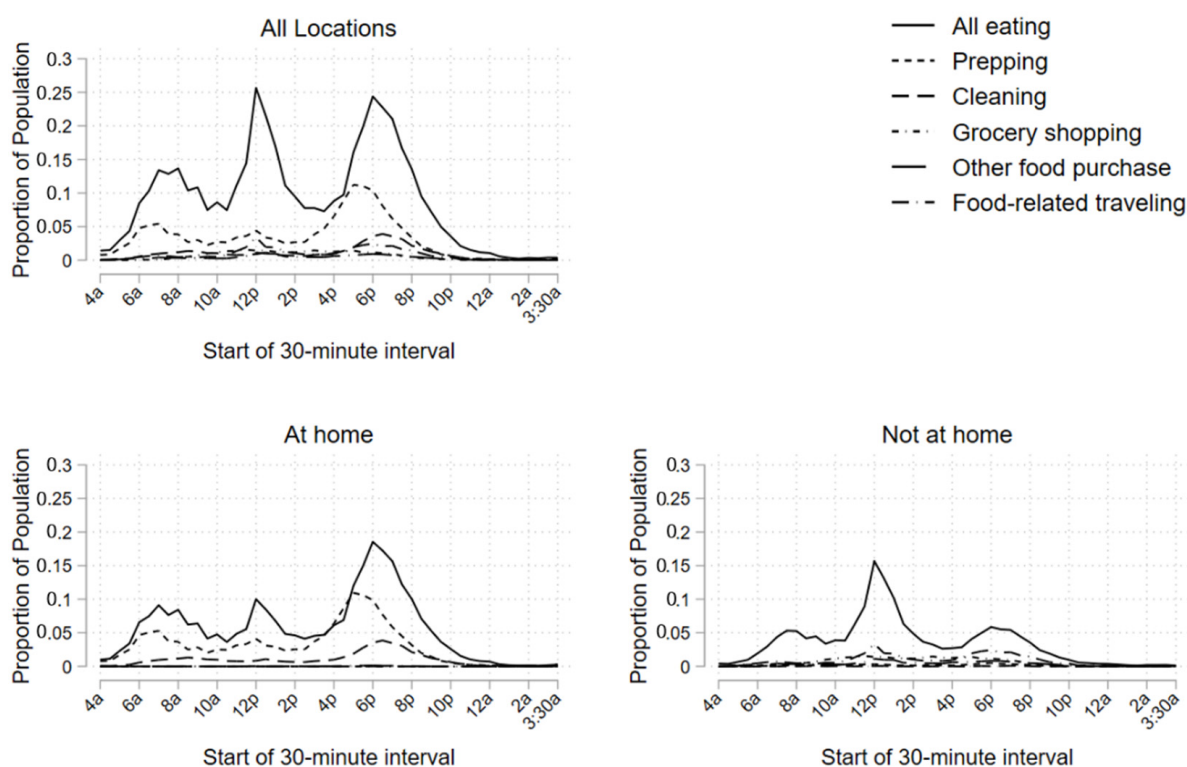 All Locations
Proportion of Population
0.3
0.25
0.2
0.15
0.1
0.05
0
4a 6a 8a 10a 12p 2p 4p 6p 8p 10p 12a 2a 3:30a
Start of 30-minute interval
All eating
Prepping
Cleaning
Grocery shopping
Other food purchase
Food-related traveling
At home
Proportion of Population
0.3
0.25
0.2
0.15
0.1
0.05
0
4a 6a 8a 10a 12p 2p 4p 6p 8p 10p 12a 2a 3:30a
Start of 30-minute interval
Not at home
Proportion of Population
0.3
0.25
0.2
0.15
0.1
0.05
0
4a 6a 8a 10a 12p 2p 4p 6p 8p 10p 12a 2a 3:30a
Start of 30-minute interval